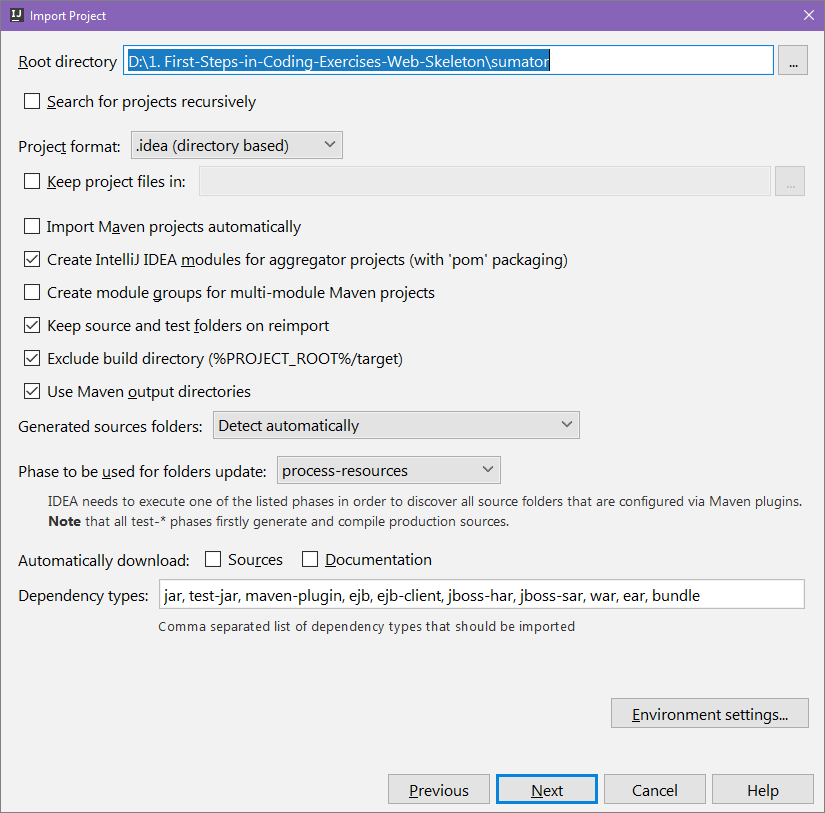 IJ Import Project
Root directory D:\1. First-Steps-in-Coding-Exercises-Web-Skeleton\sumator ...
Search for projects recursively
Project format: .idea (directory based)
Keep project files in: ...
Import Maven projects automatically
Create IntelliJ IDEA modules for aggregator projects (with 'pom' packaging)
Create module groups for multi-module Maven projects
Keep source and test folders on reimport
Exclude build directory (%PROJECT_ROOT%/target)
Use Maven output directories
Generated sources folders: Detect automatically
Phase to be used for folders update: process-resources
IDEA needs to execute one of the listed phases in order to discover all source folders that are configured via Maven plugins.
Note that all test-* phases firstly generate and compile production sources.
Automatically download: Sources Documentation
Dependency types: jar, test-jar, maven-plugin, ejb, ejb-client, jboss-har, jboss-sar, war, ear, bundle
Comma separated list of dependency types that should be imported
Environment settings...
Previous Next Cancel Help